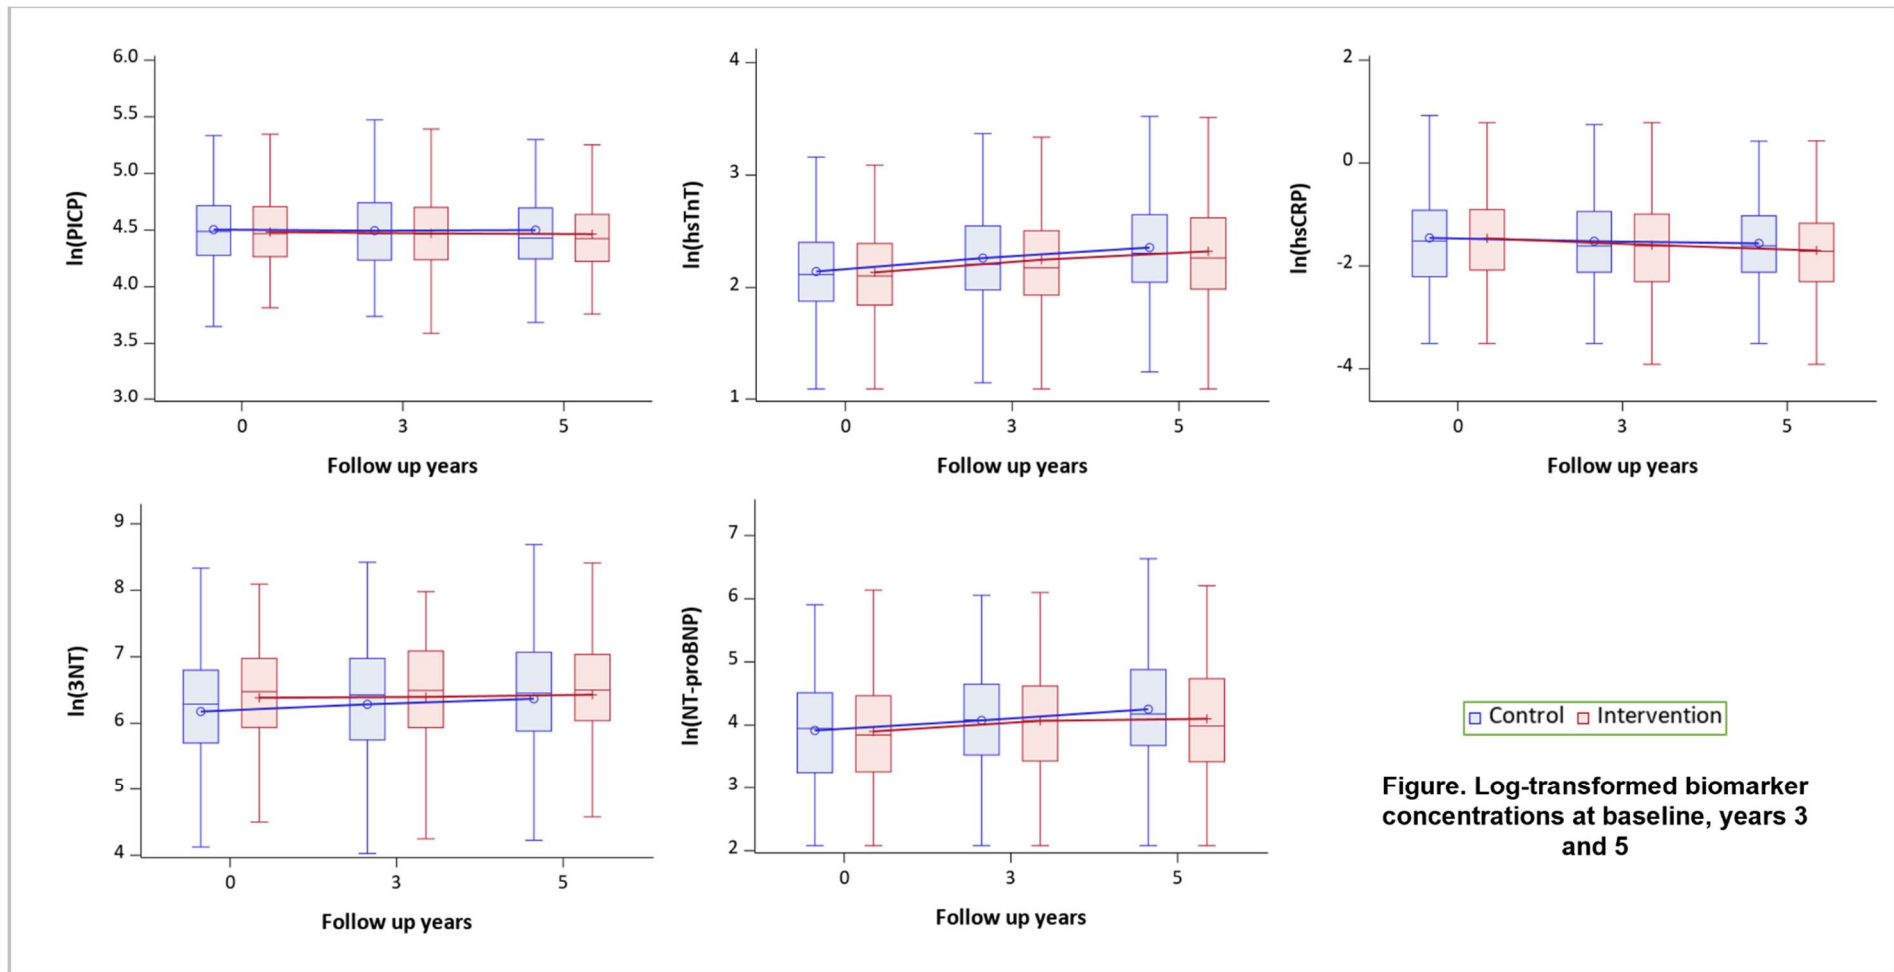 6.0
5.5
5.0
4.5
4.0
3.5
3.0
ln(PICP)
0 3 5
Follow up years
4
3
2
1
ln(hsTnT)
0 3 5
Follow up years
2
0
-2
-4
ln(hsCRP)
0 3 5
Follow up years
9
8
7
6
5
4
ln(3NT)
0 3 5
Follow up years
7
6
5
4
3
2
ln(NT-proBNP)
0 3 5
Follow up years
Control Intervention
Figure. Log-transformed biomarker
concentrations at baseline, years 3
and 5